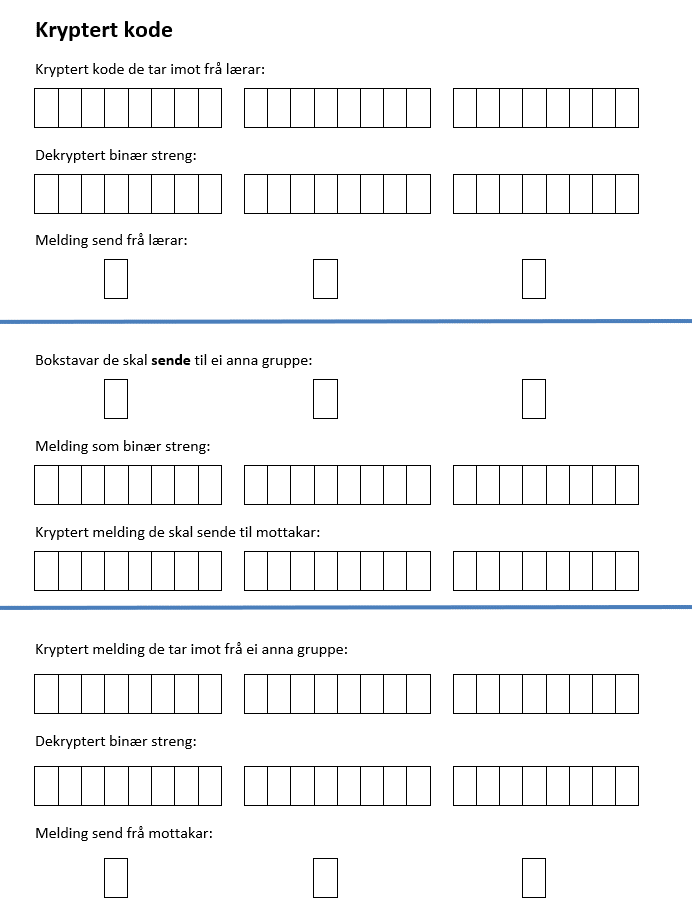 Kryptert kode
Kryptert kode de tar imot frå lærar:
Dekryptert binær streng:
Melding send frå lærar:
Bokstavar de skal sende til ei anna gruppe:
Melding som binær streng:
Kryptert melding de skal sende til mottakar:
Kryptert melding de tar imot frå ei anna gruppe:
Dekryptert binær streng:
Melding send frå mottakar: